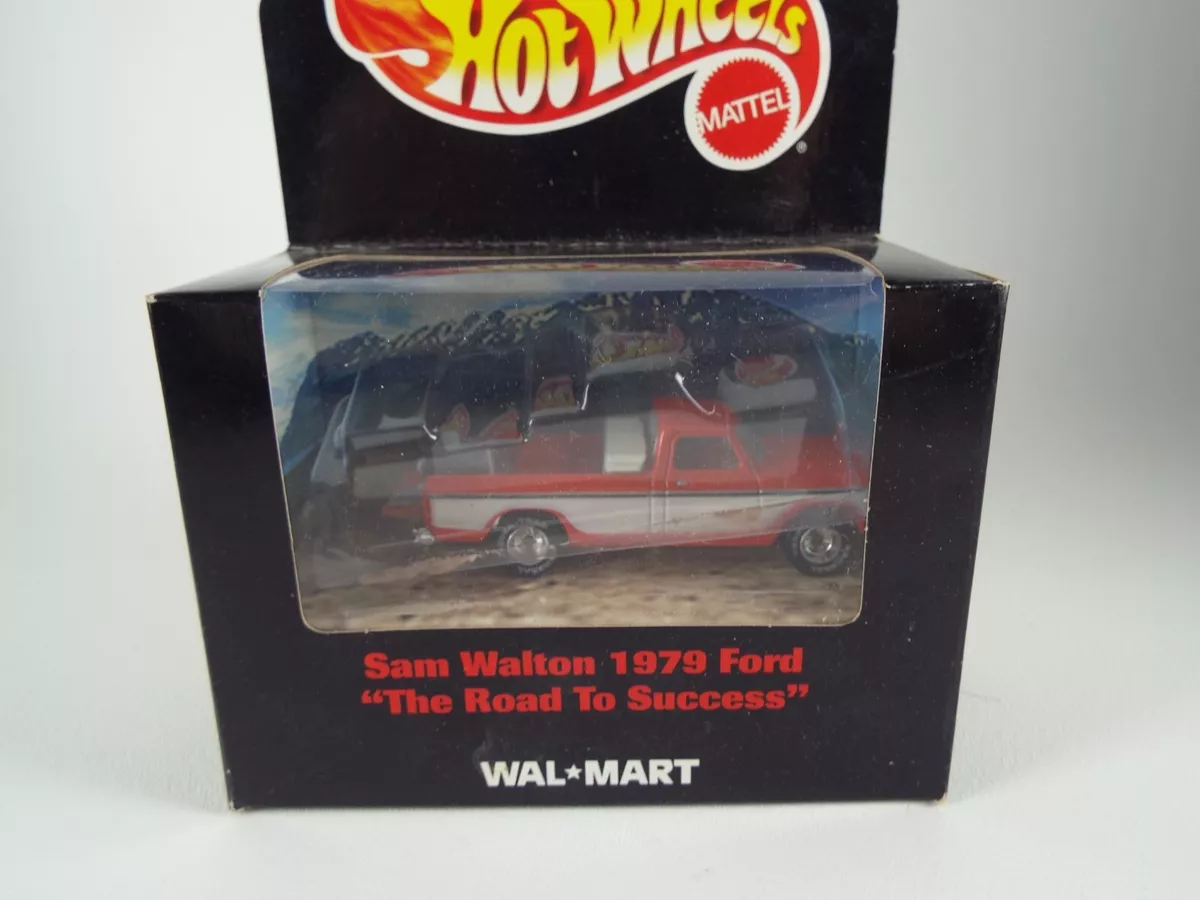 Hot Wheels
MATTEL
®
Sam Walton 1979 Ford
“The Road To Success”
WAL★MART